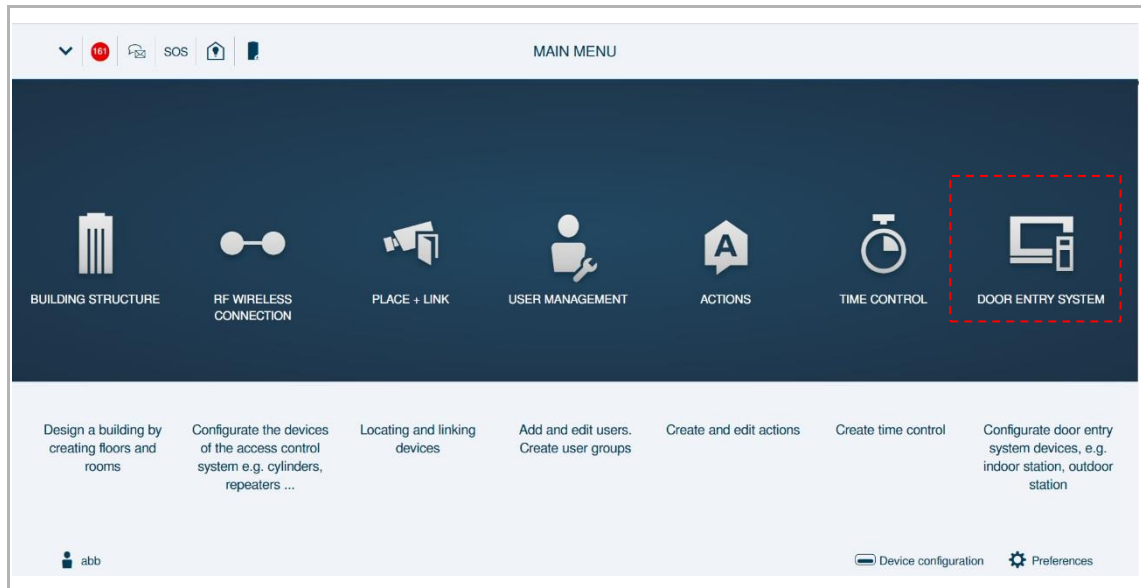 161
SOS
MAIN MENU
A
BUILDING STRUCTURE
RF WIRELESS
CONNECTION
PLACE + LINK
USER MANAGEMENT
ACTIONS
TIME CONTROL
DOOR ENTRY SYSTEM
Design a building by
creating floors and
rooms
Configurate the devices
of the access control
system e.g. cylinders,
repeaters ...
Locating and linking
devices
Add and edit users.
Create user groups
Create and edit actions
Create time control
Configurate door entry
system devices, e.g.
indoor station, outdoor
station
abb
Device configuration
Preferences